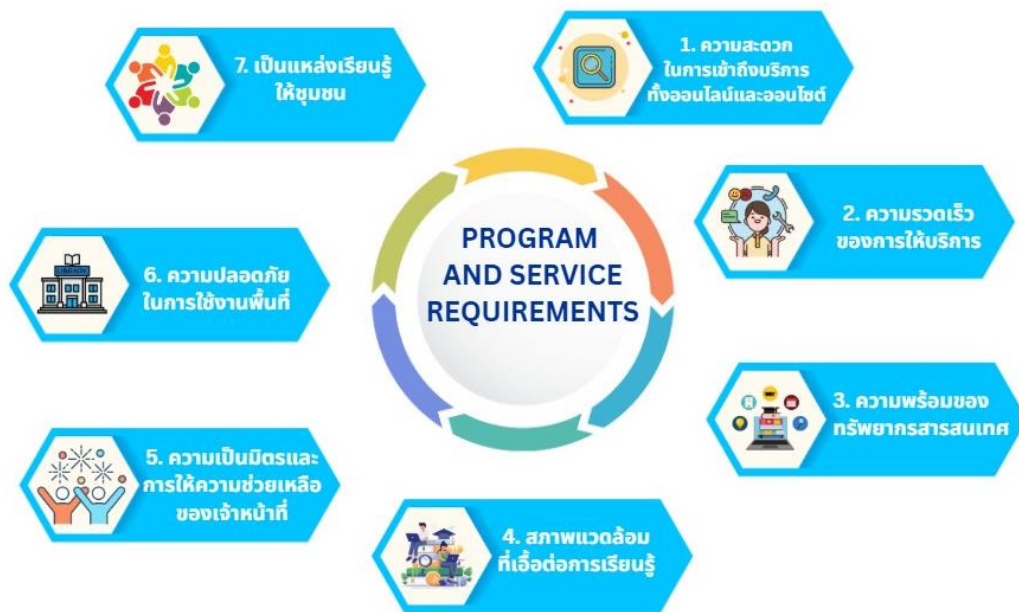 PROGRAM
AND SERVICE
REQUIREMENTS
1. ความสะดวก
ในการเข้าถึงบริการ
ทั้งออนไลน์และออนไซต์
2. ความรวดเร็ว
ของการให้บริการ
3. ความพร้อมของ
ทรัพยากรสารสนเทศ
4. สภาพแวดล้อม
ที่เอื้อต่อการเรียนรู้
5. ความเป็นมิตรและ
การให้ความช่วยเหลือ
ของเจ้าหน้าที่
6. ความปลอดภัย
ในการใช้งานพื้นที่
LIBRARY
7. เป็นแหล่งเรียนรู้
ให้ชุมชน